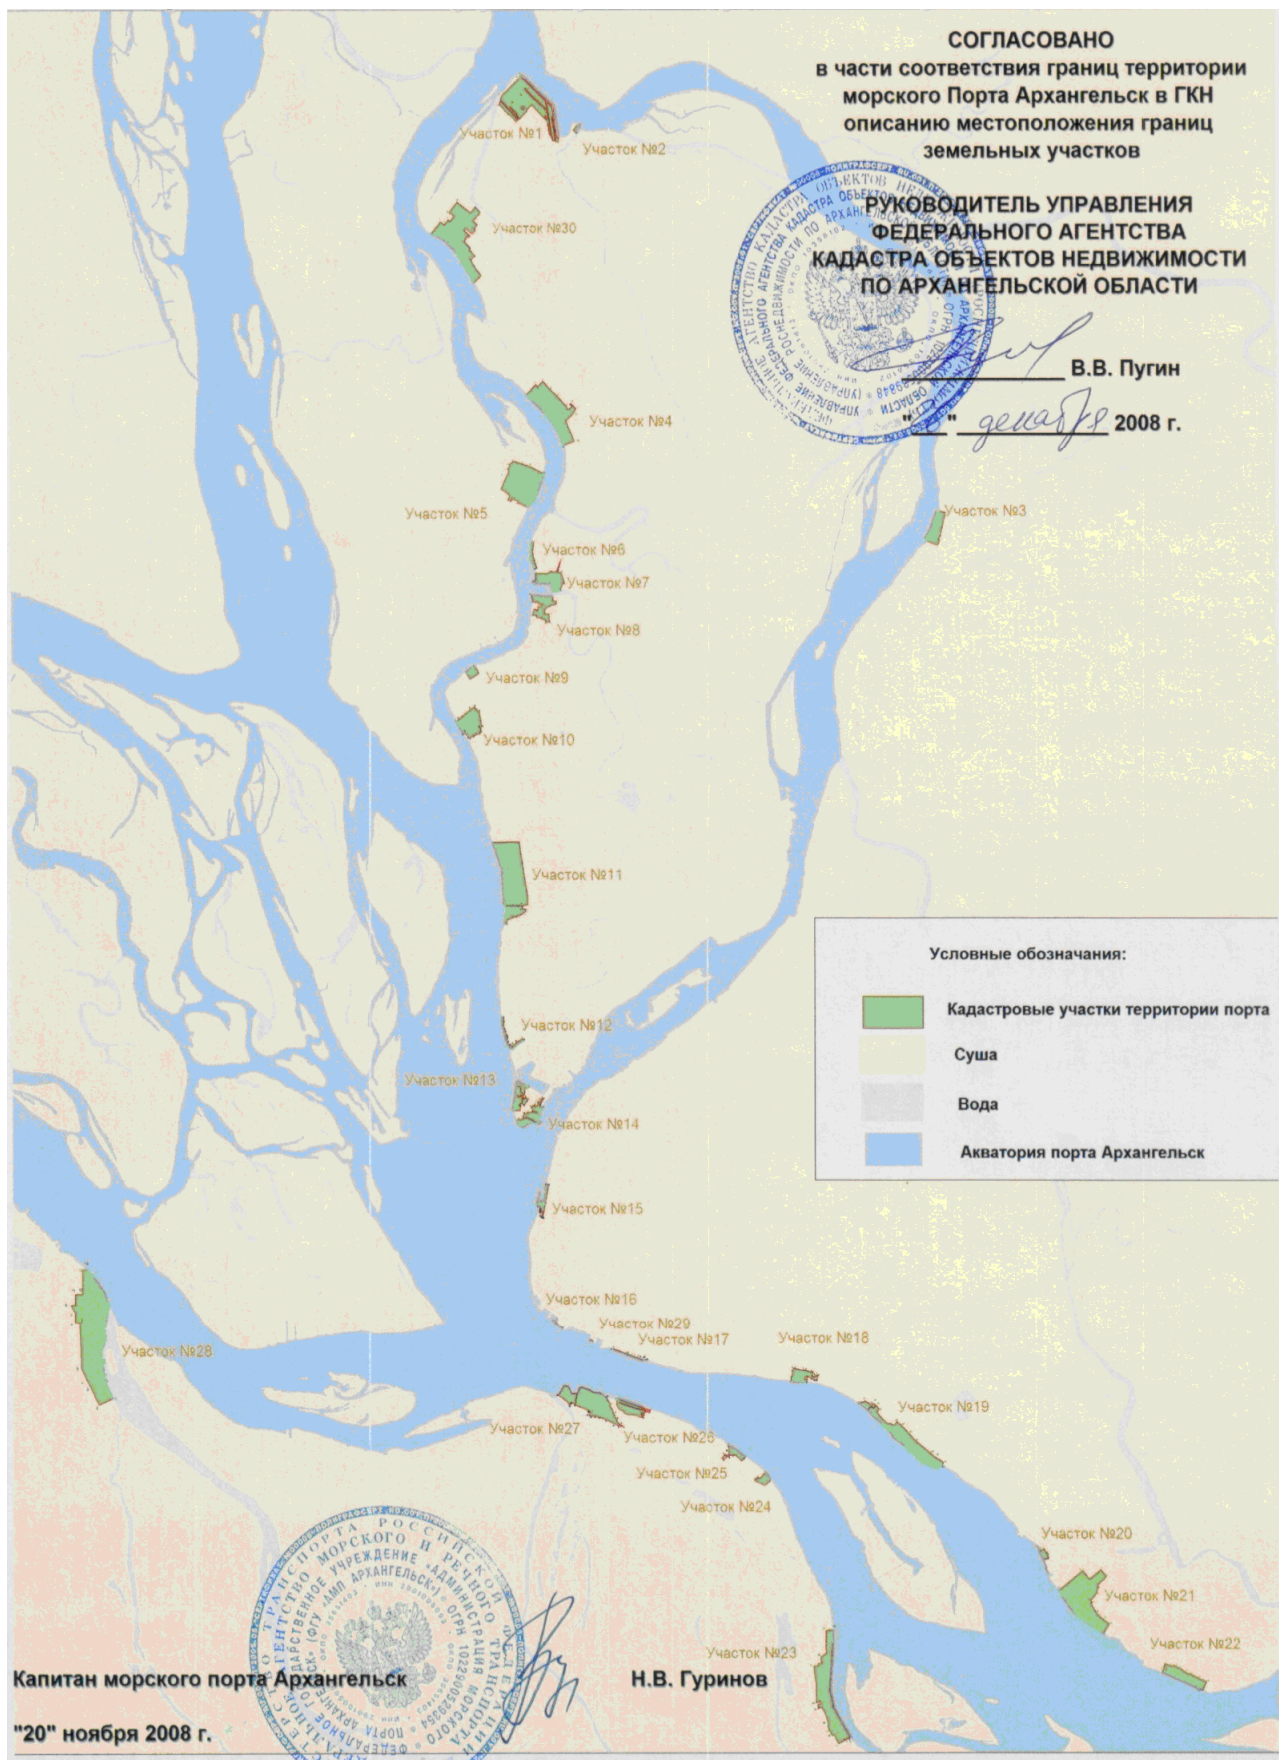 СОГЛАСОВАНО
в части соответствия границ территории
морского Порта Архангельск в ГКН
описанию местоположения границ
земельных участков
РУКОВОДИТЕЛЬ УПРАВЛЕНИЯ
ФЕДЕРАЛЬНОГО АГЕНТСТВА
КАДАСТРА ОБЪЕКТОВ НЕДВИЖИМОСТИ
ПО АРХАНГЕЛЬСКОЙ ОБЛАСТИ
В.В. Пугин
декабря 2008 г.
Участок №1
Участок №2
Участок №30
Участок №4
Участок №5
Участок №3
Участок №6
Участок №7
Участок №8
Участок №9
Участок №10
Участок №11
Участок №12
Участок №13
Участок №14
Участок №15
Участок №16
Участок №29
Участок №17
Участок №18
Участок №28
Участок №19
Участок №27
Участок №26
Участок №25
Участок №24
Участок №20
Участок №21
Участок №22
Участок №23
Условные обозначания:
Кадастровые участки территории порта
Суша
Вода
Акватория порта Архангельск
Капитан морского порта Архангельск
Н.В. Гуринов
"20" ноября 2008 г.